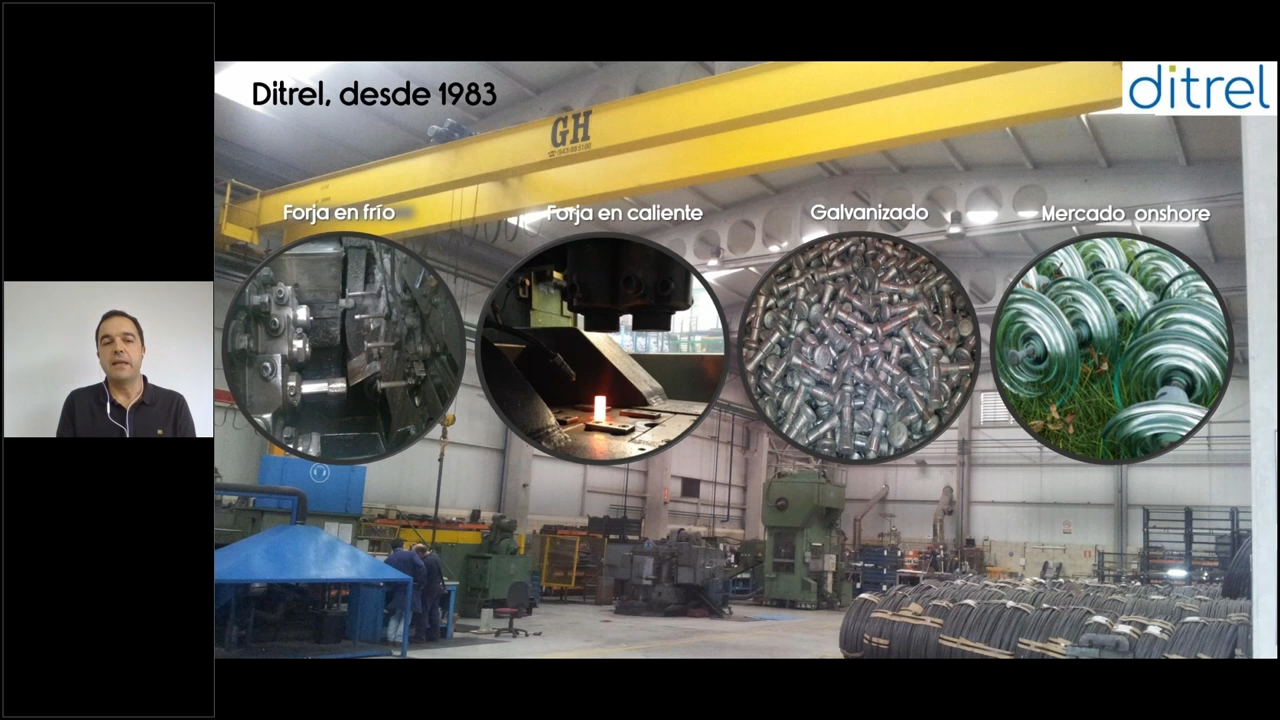 Ditrel, desde 1983
ditrel
GH
Forja en frío
Forja en caliente
Galvanizado
Mercado onshore